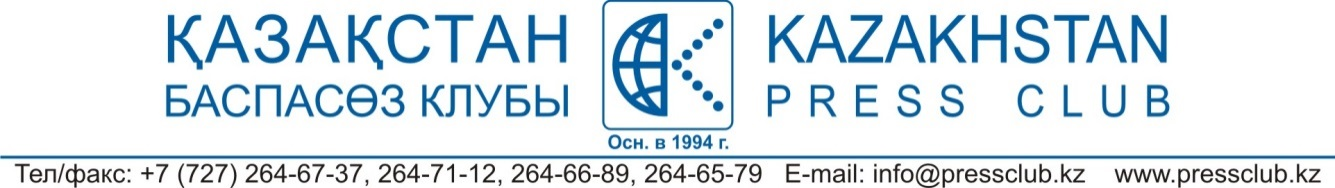 ҚАЗАҚСТАН
БАСПАСӨЗ КЛУБЫ
Осн. в 1994 г.
KAZAKHSTAN
PRESS CLUB
Тел/факс: +7 (727) 264-67-37, 264-71-12, 264-66-89, 264-65-79 E-mail: info@pressclub.kz www.pressclub.kz